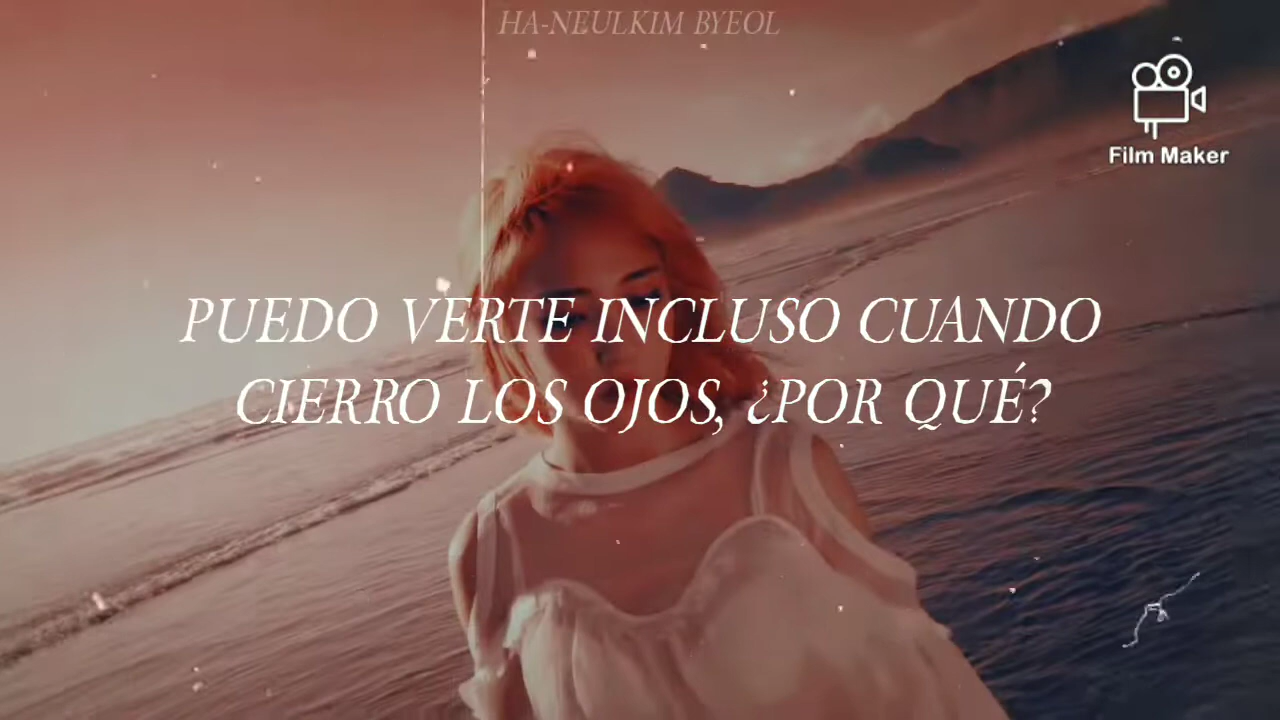 HA-NEULKIM BYEOL
Film Maker
PUEDO VERTE INCLUSO CUANDO
CIERRO LOS OJOS, ¿POR QUÉ?